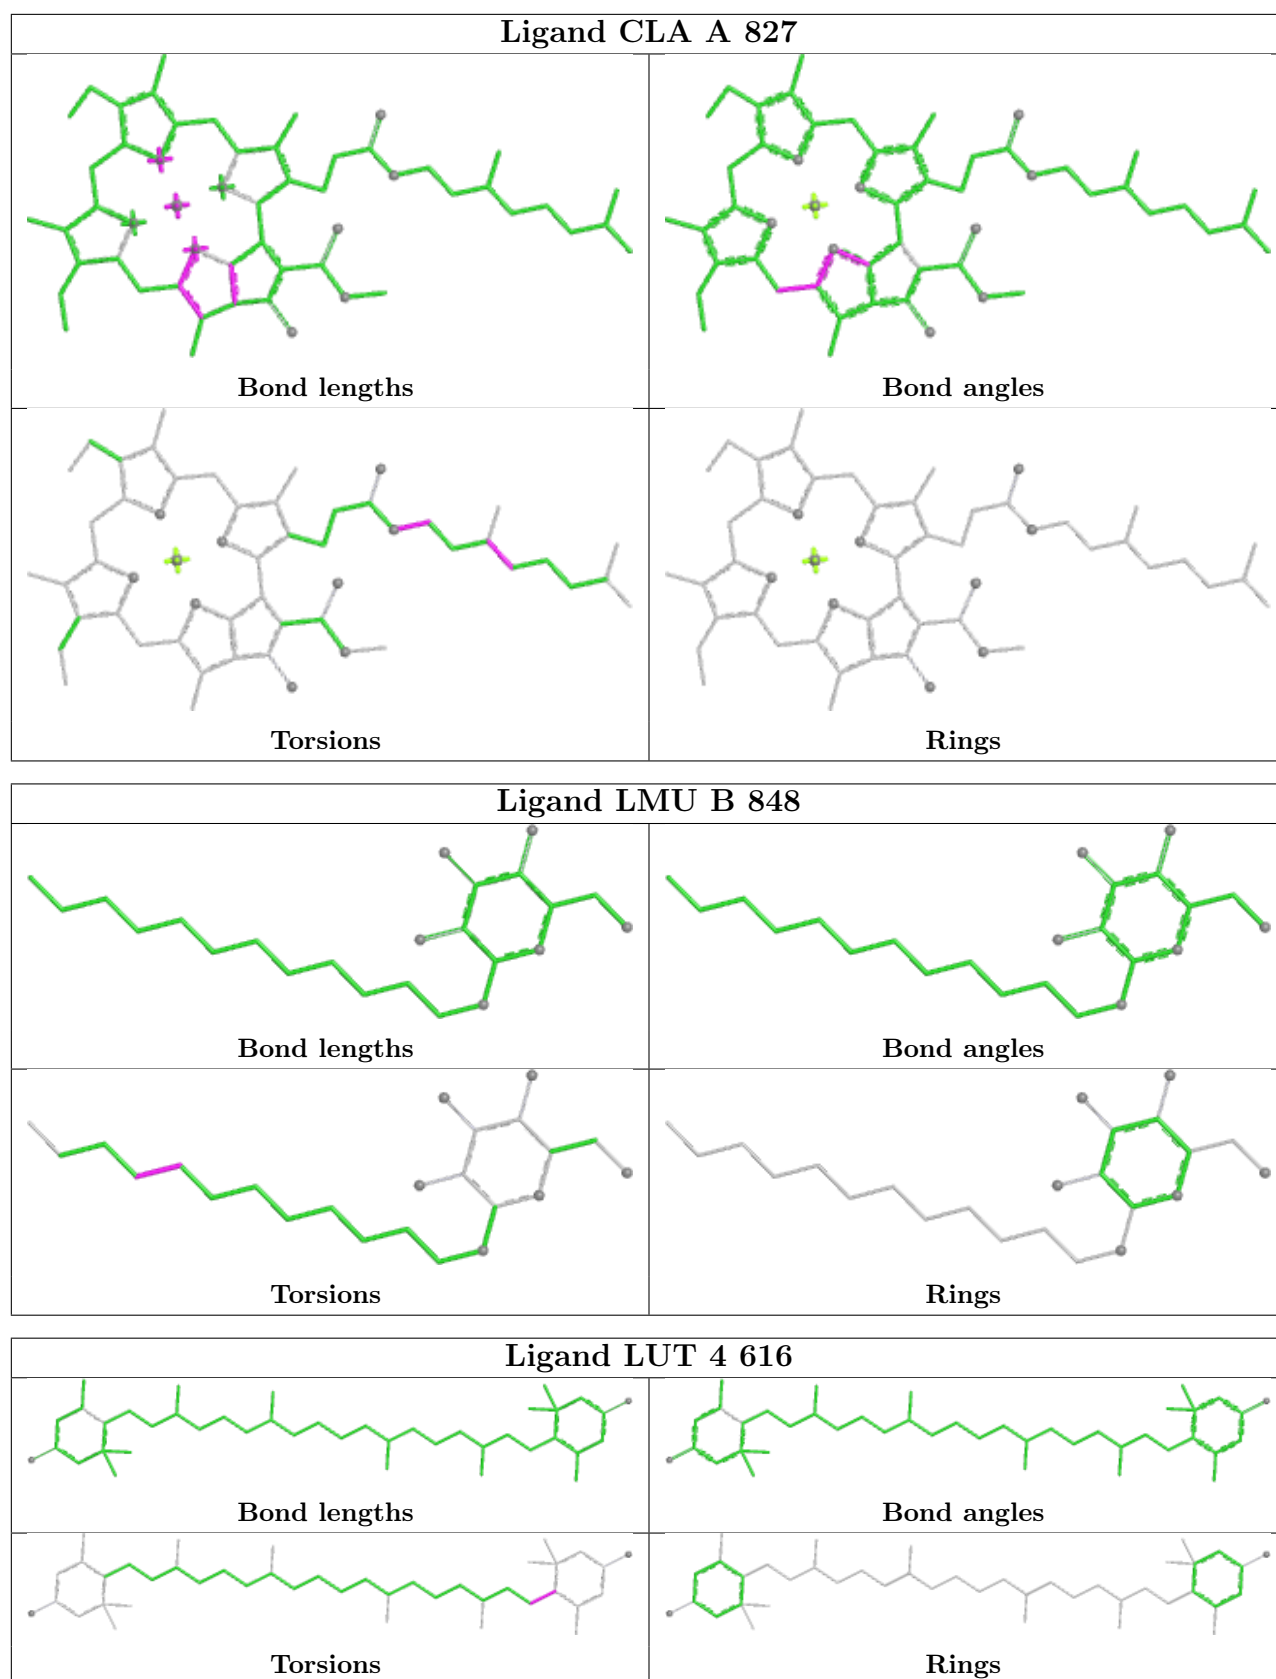 Ligand CLA A 827
Bond lengths
Bond angles
Torsions
Rings
Ligand LMU B 848
Bond lengths
Bond angles
Torsions
Rings
Ligand LUT 4 616
Bond lengths
Bond angles
Torsions
Rings